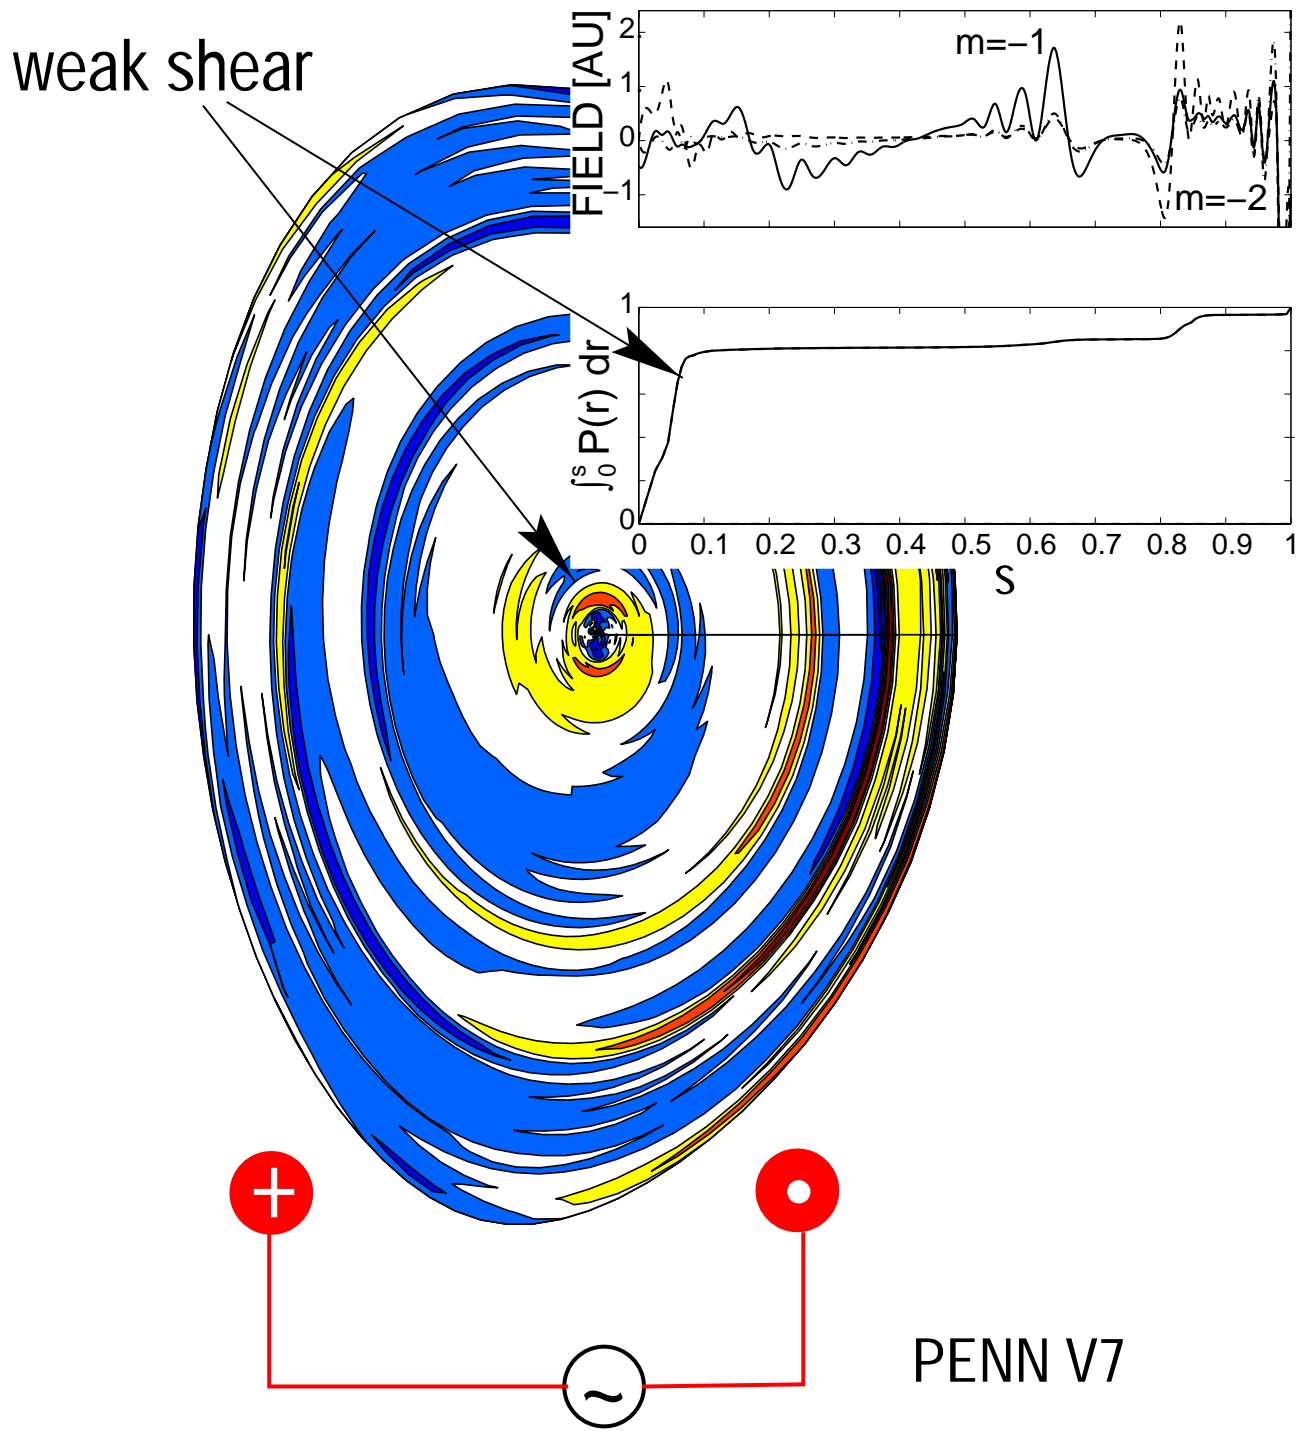 weak shear
FIELD [AU]
2
1
0
−1
m=−1
m=−2
∫₀ˢ P(r) dr
1
0
0 0.1 0.2 0.3 0.4 0.5 0.6 0.7 0.8 0.9 1
s
+
~
PENN V7